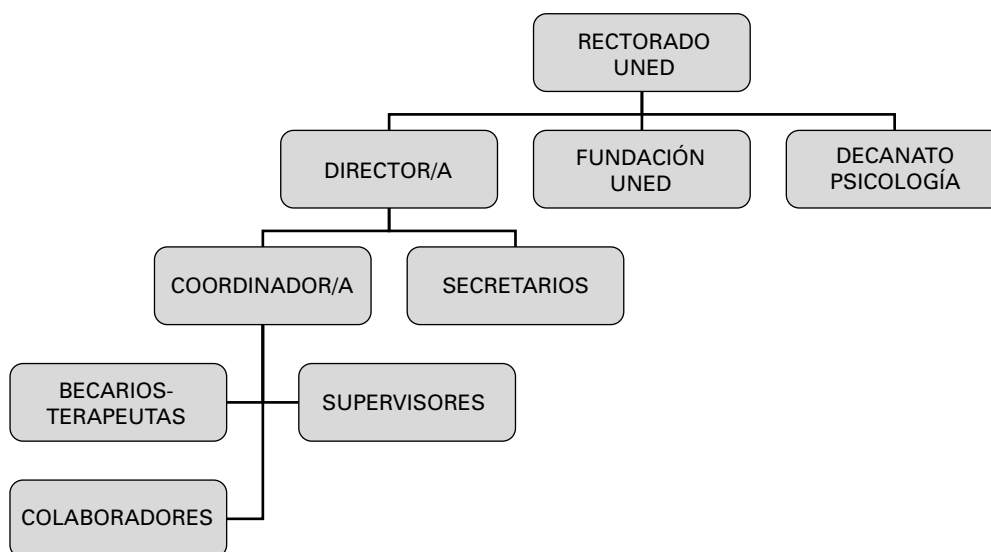 RECTORADO
UNED
DIRECTOR/A
FUNDACIÓN
UNED
DECANATO
PSICOLOGÍA
COORDINADOR/A
SECRETARIOS
BECARIOS-
TERAPEUTAS
SUPERVISORES
COLABORADORES